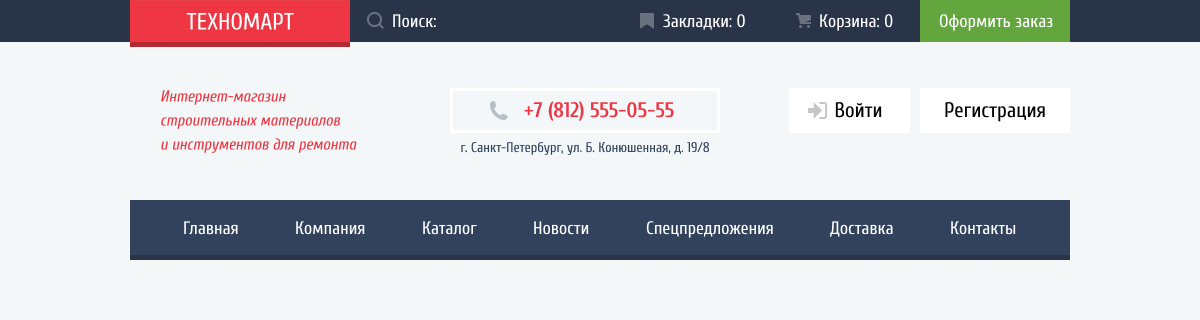 ТЕХНОМАРТ
Поиск:
Закладки: 0
Корзина: 0
Оформить заказ
Интернет-магазин
строительных материалов
и инструментов для ремонта
+7 (812) 555-05-55
г. Санкт-Петербург, ул. Б. Конюшенная, д. 19/8
Войти
Регистрация
Главная
Компания
Каталог
Новости
Спецпредложения
Доставка
Контакты